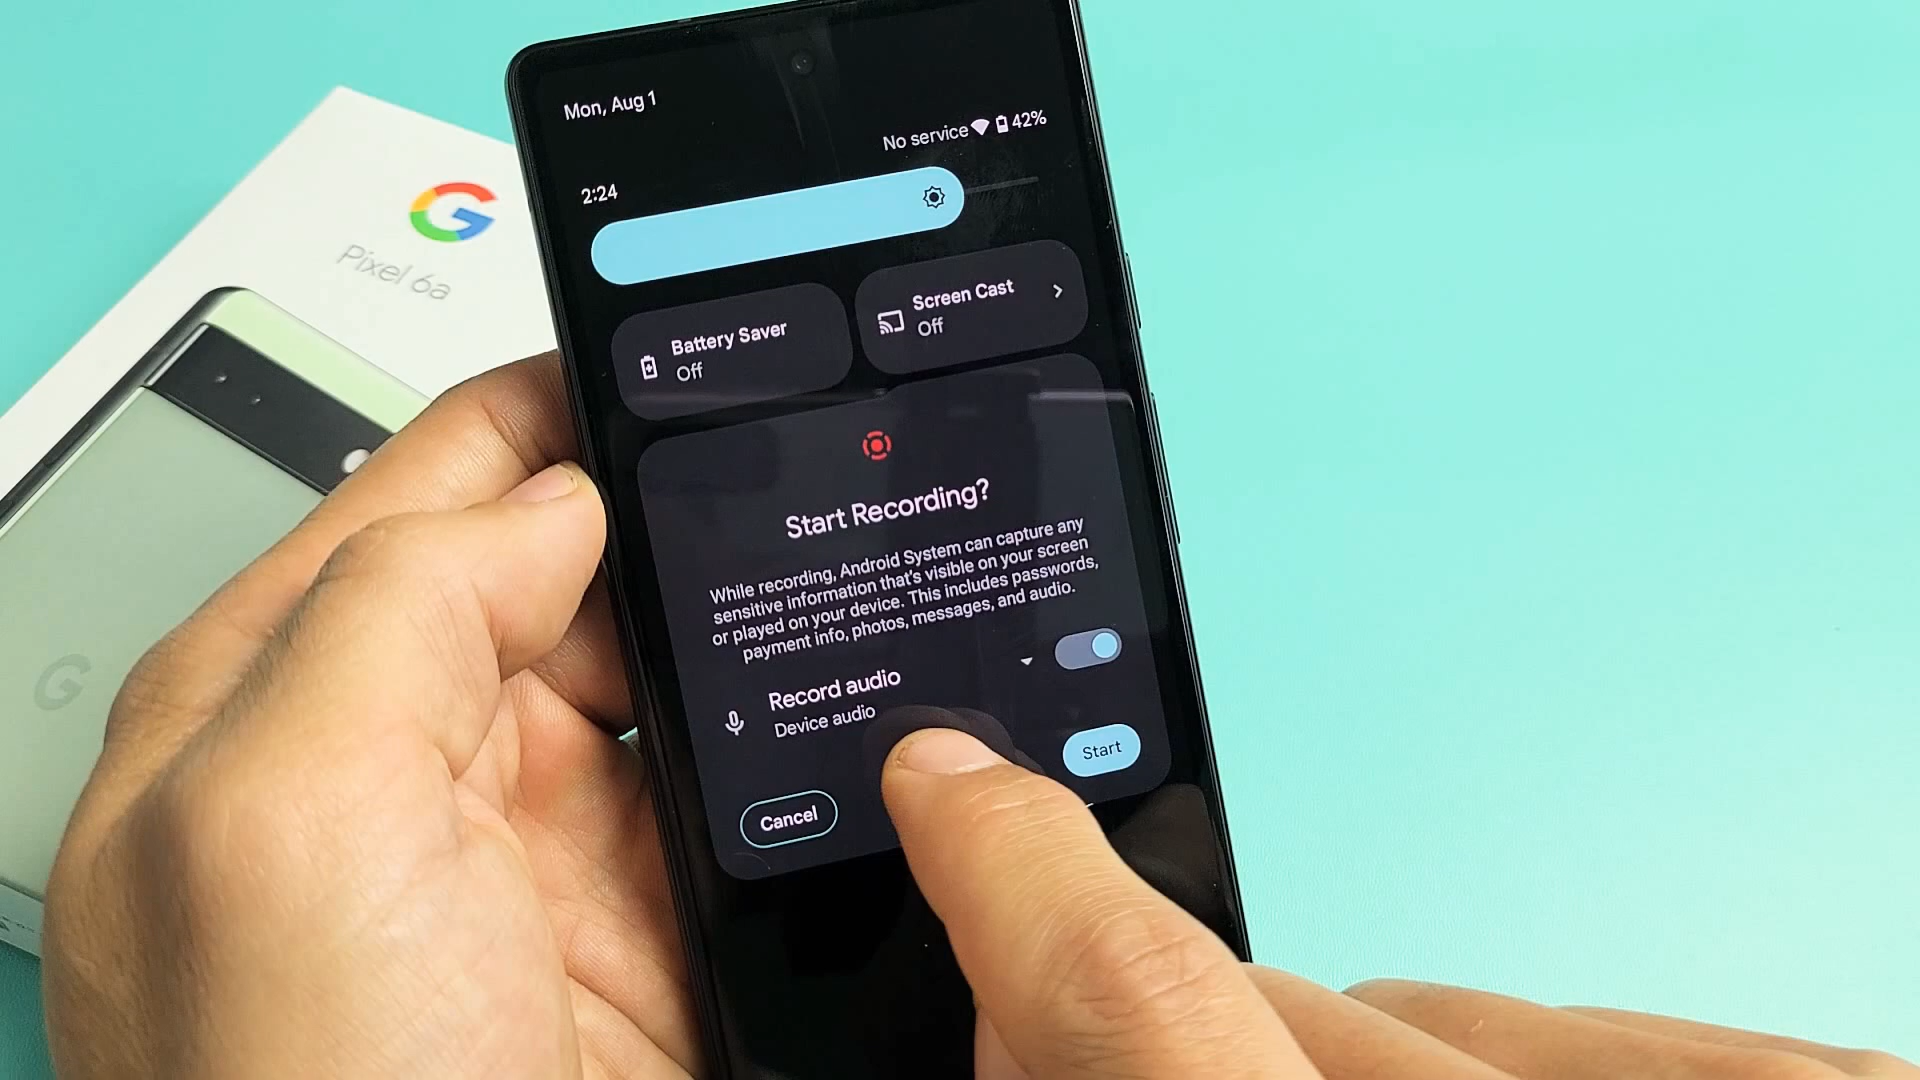 Mon, Aug 1
No service 42%
2:24
Pixel 6a
Battery Saver
Off
Screen Cast
Off
Start Recording?
While recording, Android System can capture any
sensitive information that's visible on your screen
or played on your device. This includes passwords,
payment info, photos, messages, and audio.
Record audio
Device audio
Start
Cancel